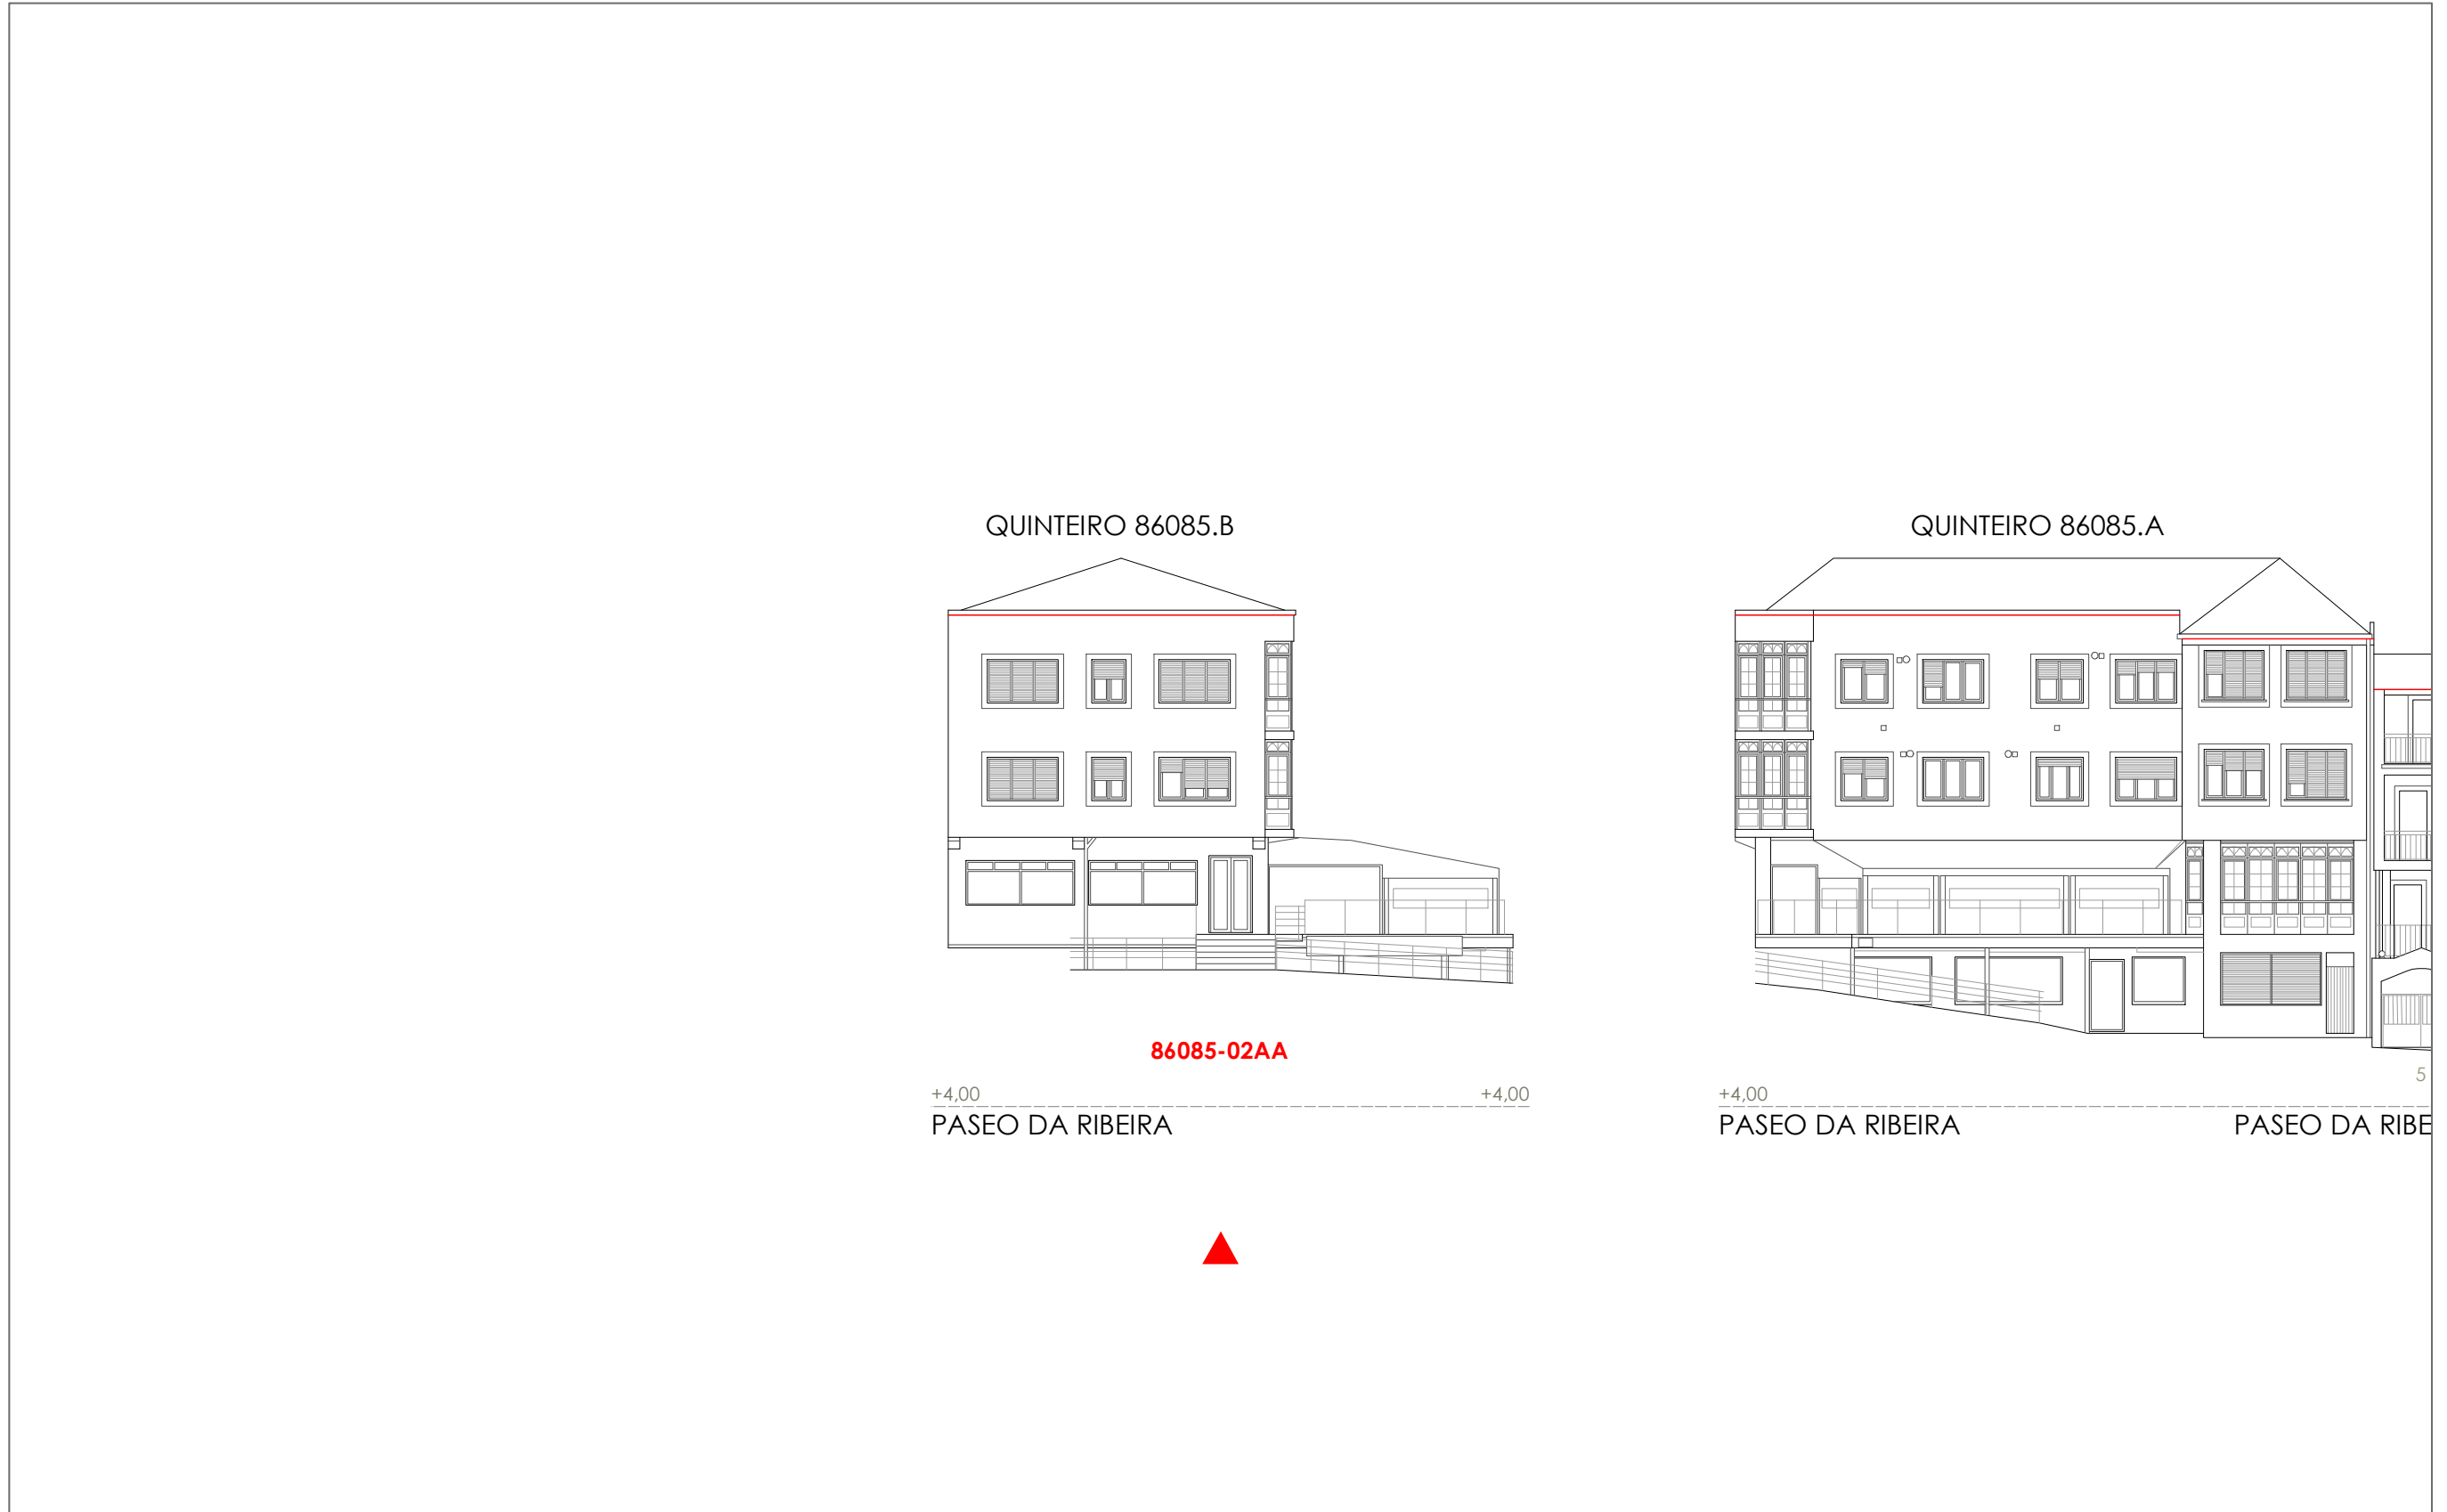 QUINTEIRO 86085.B
QUINTEIRO 86085.A
86085-02AA
5
+4,00
+4,00
+4,00
PASEO DA RIBEIRA
PASEO DA RIBEIRA
PASEO DA RIBE